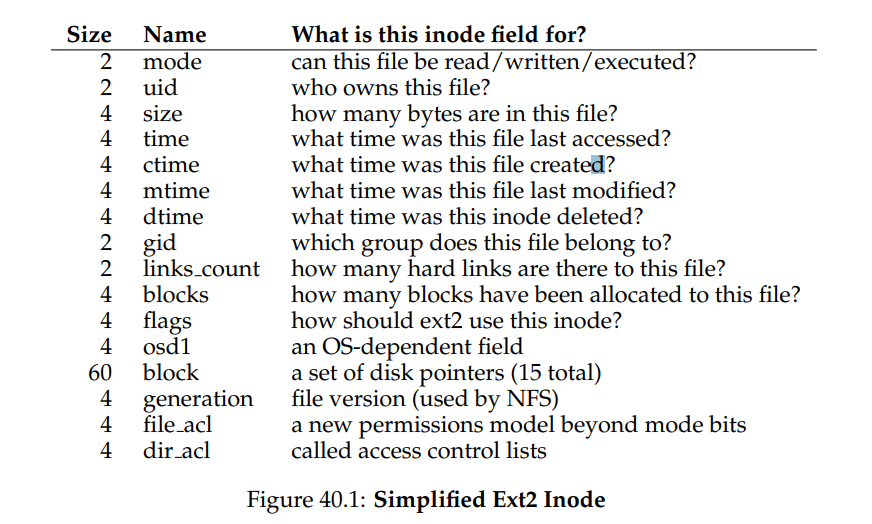 Size Name What is this inode field for?
2 mode can this file be read/written/executed?
2 uid who owns this file?
4 size how many bytes are in this file?
4 time what time was this file last accessed?
4 ctime what time was this file created?
4 mtime what time was this file last modified?
4 dtime what time was this inode deleted?
2 gid which group does this file belong to?
2 links_count how many hard links are there to this file?
4 blocks how many blocks have been allocated to this file?
4 flags how should ext2 use this inode?
4 osd1 an OS-dependent field
60 block a set of disk pointers (15 total)
4 generation file version (used by NFS)
4 file_acl a new permissions model beyond mode bits
4 dir_acl called access control lists
Figure 40.1: Simplified Ext2 Inode